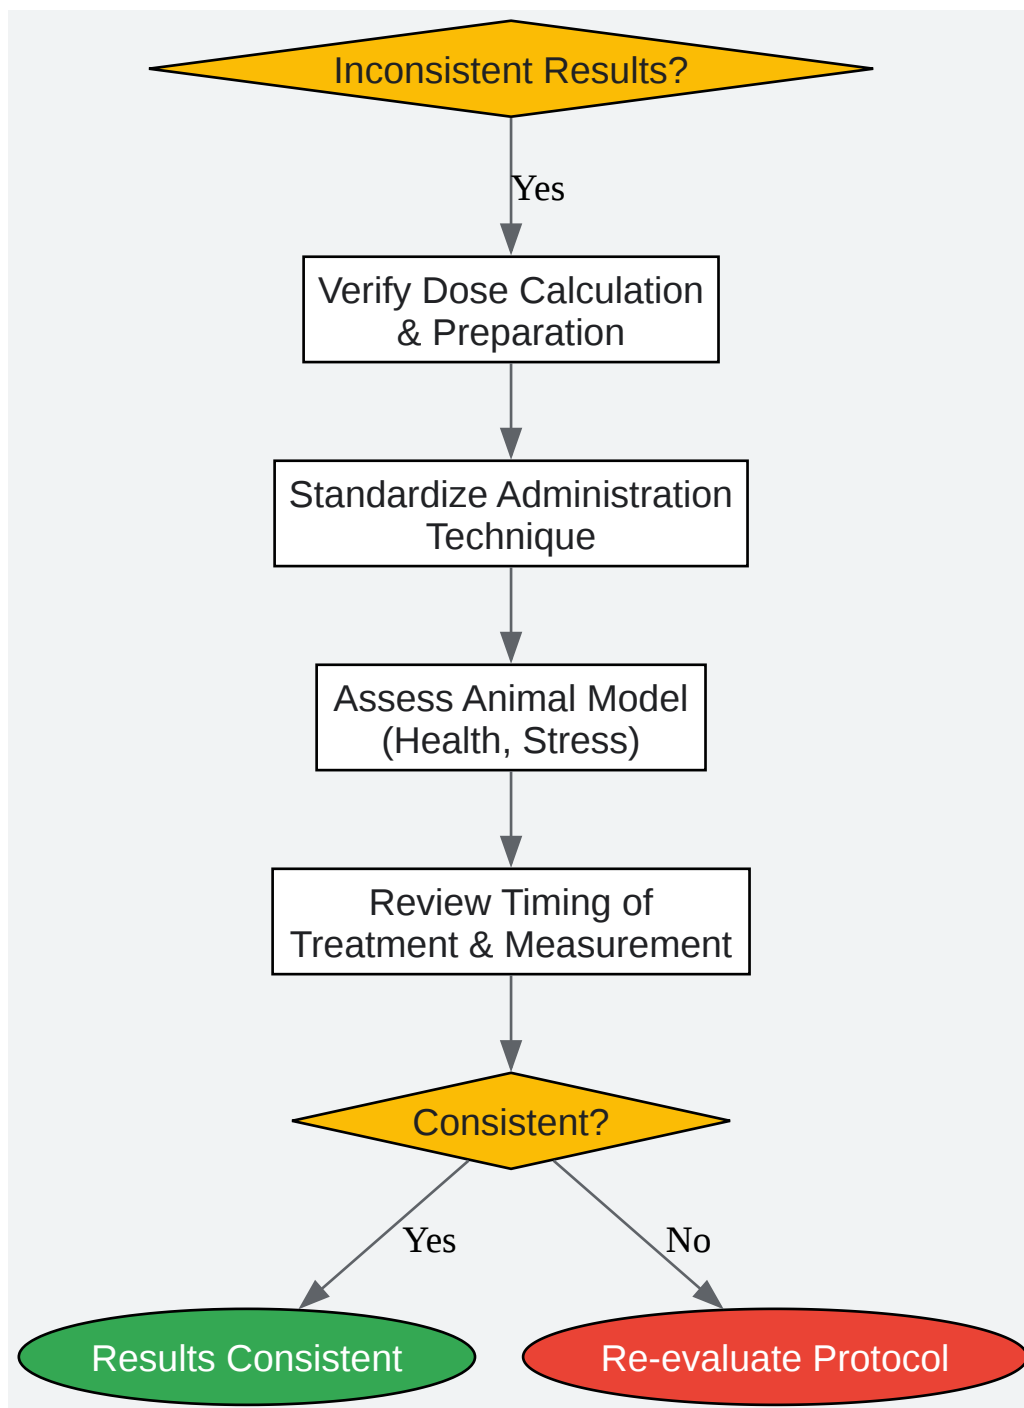 Inconsistent Results?
Yes
Verify Dose Calculation
& Preparation
Standardize Administration
Technique
Assess Animal Model
(Health, Stress)
Review Timing of
Treatment & Measurement
Consistent?
Yes
No
Results Consistent
Re-evaluate Protocol